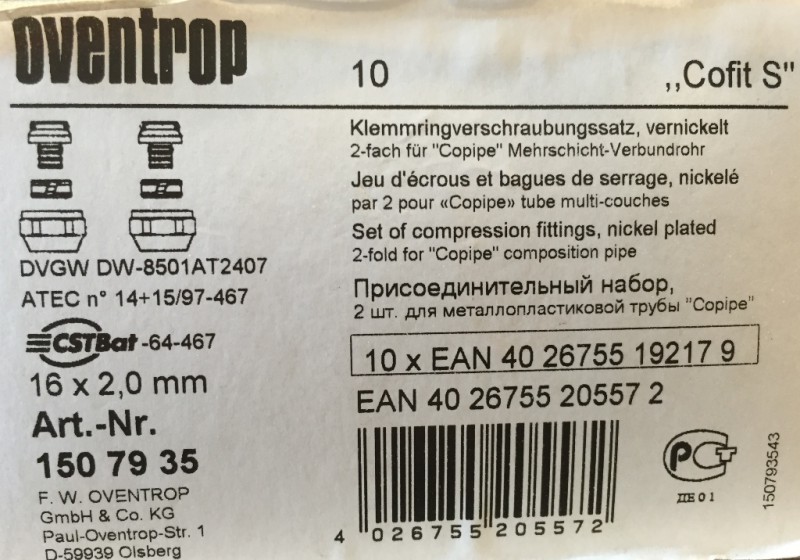 oventrop
10
„Cofit S"
Klemmringverschraubungssatz, vernickelt
2-fach für "Copipe" Mehrschicht-Verbundrohr
Jeu d'écrous et bagues de serrage, nickelé
par 2 pour «Copipe» tube multi-couches
Set of compression fittings, nickel plated
2-fold for "Copipe" composition pipe
Присоединительный набор,
2 шт. для металлопластиковой трубы "Copipe"
10 x EAN 40 26755 19217 9
EAN 40 26755 20557 2
4 026755 205572
DVGW DW-8501AT2407
ATEC n° 14+15/97-467
CSTBat -64-467
16 x 2,0 mm
Art.-Nr.
150 79 35
F. W. OVENTROP
GmbH & Co. KG
Paul-Oventrop-Str. 1
D-59939 Olsberg
РСТ
ПЕ01
150793543